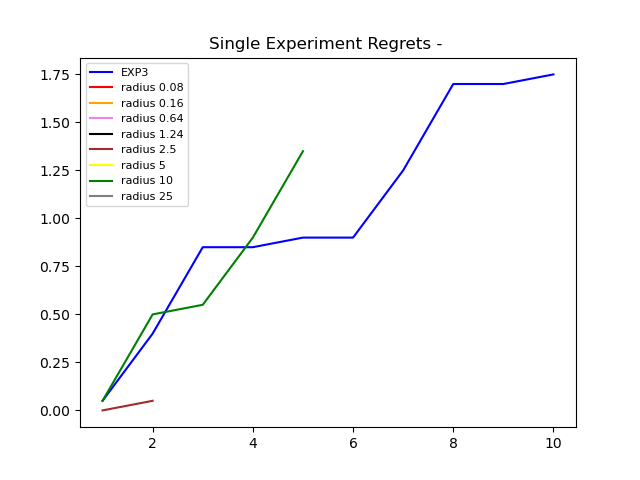 Single Experiment Regrets -
EXP3
radius 0.08
radius 0.16
radius 0.64
radius 1.24
radius 2.5
radius 5
radius 10
radius 25
1.75
1.50
1.25
1.00
0.75
0.50
0.25
0.00
2 4 6 8 10